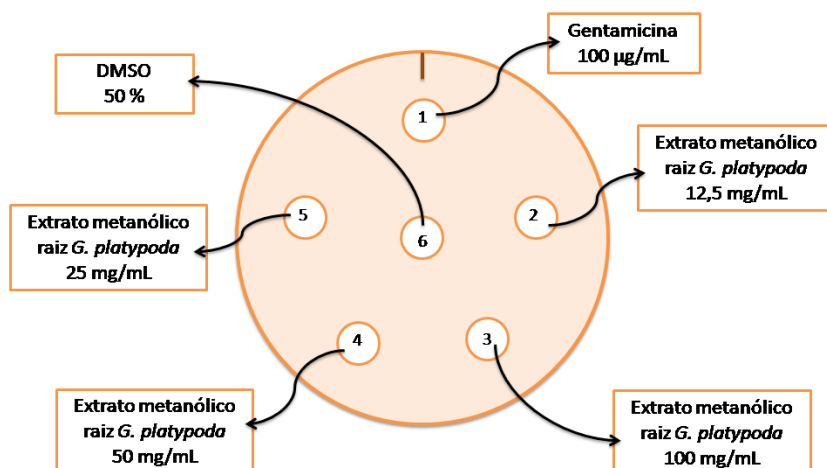 Gentamicina
100 µg/mL
DMSO
50 %
1
Extrato metanólico
raiz G. platypoda
12,5 mg/mL
5
2
6
Extrato metanólico
raiz G. platypoda
25 mg/mL
4
3
Extrato metanólico
raiz G. platypoda
50 mg/mL
Extrato metanólico
raiz G. platypoda
100 mg/mL